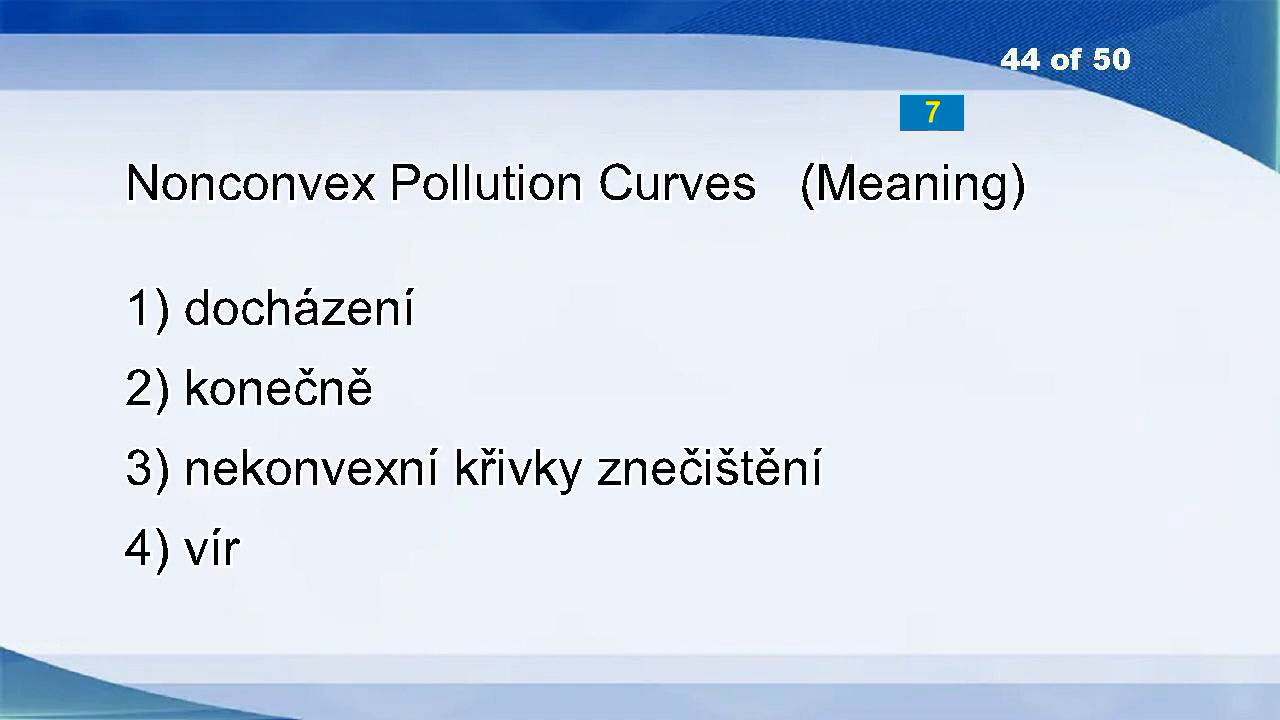 44 of 50
7
Nonconvex Pollution Curves (Meaning)
1) docházení
2) konečně
3) nekonvexní křivky znečištění
4) vír